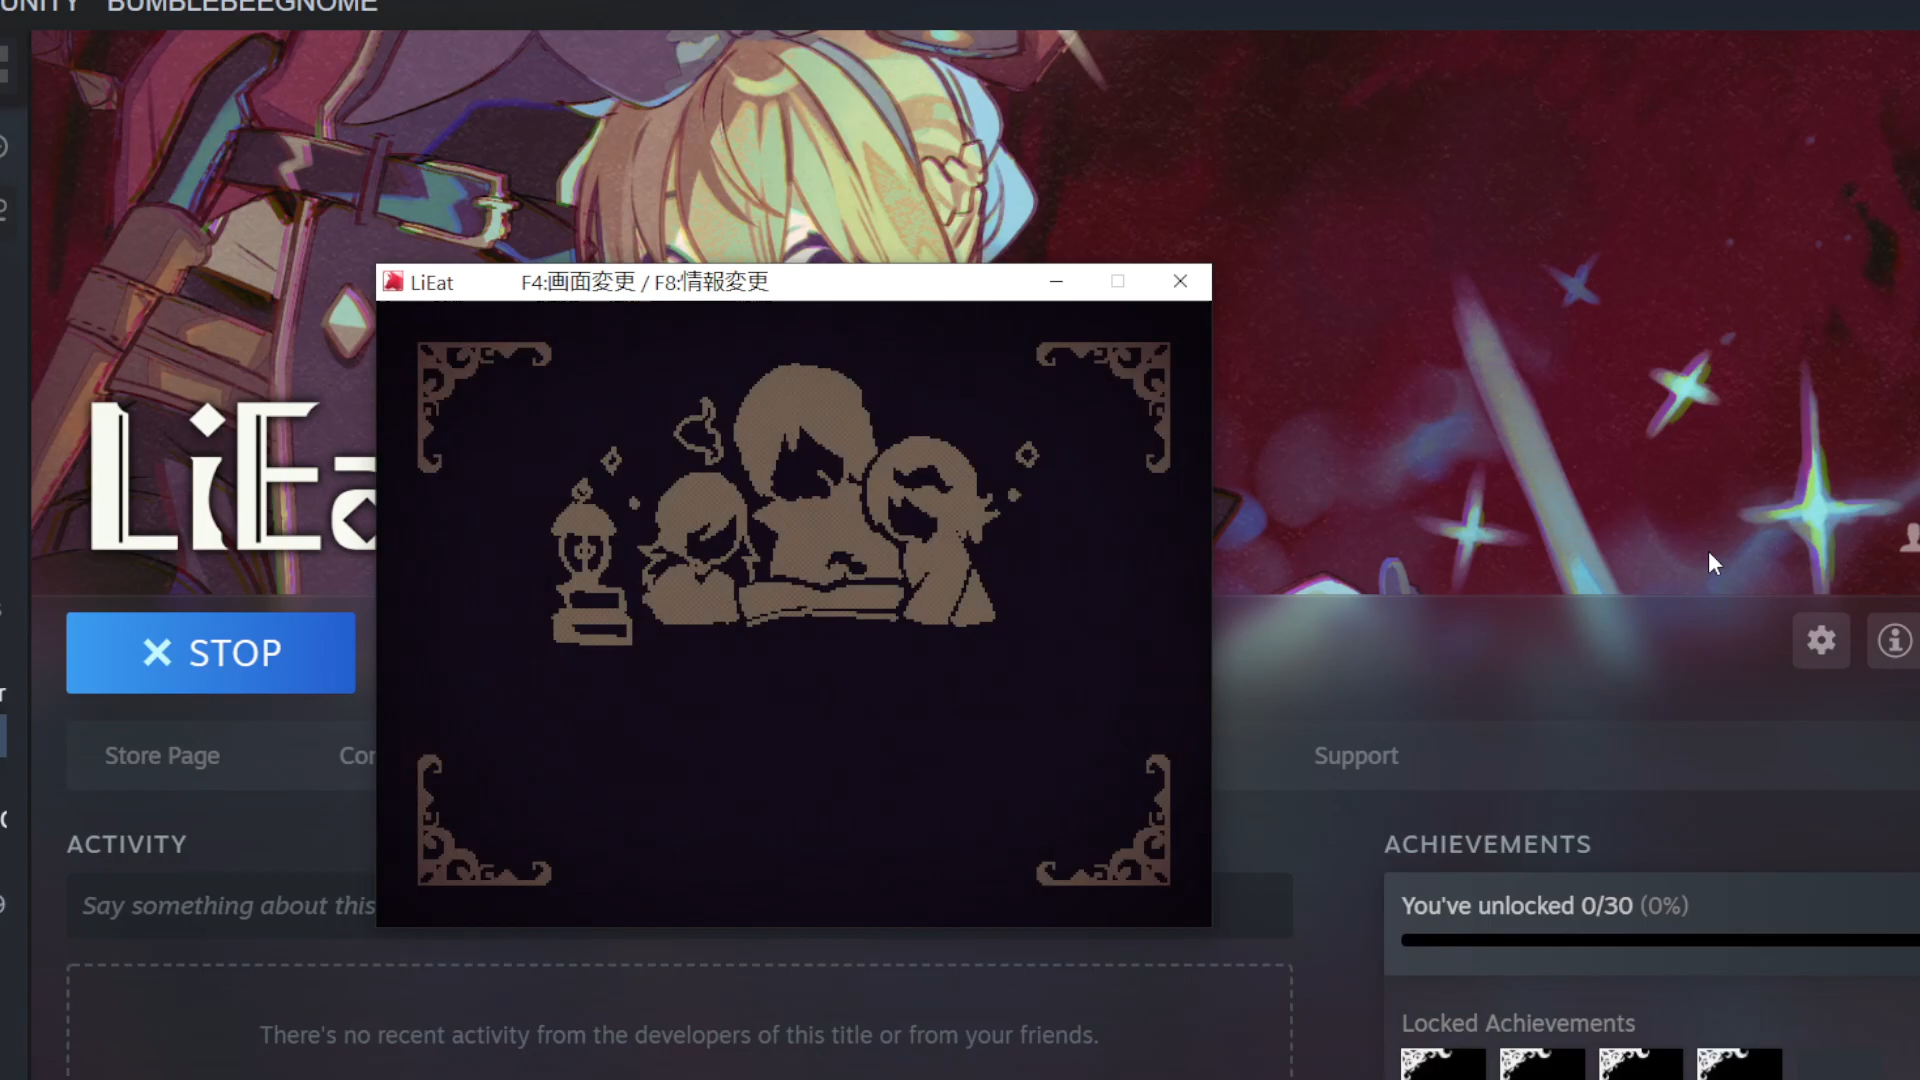 BUMBLEBEEGNOME
LiEat F4:画面変更 / F8:情報変更
STOP
Store Page
Support
ACTIVITY
Say something about this
There's no recent activity from the developers of this title or from your friends.
ACHIEVEMENTS
You've unlocked 0/30 (0%)
Locked Achievements